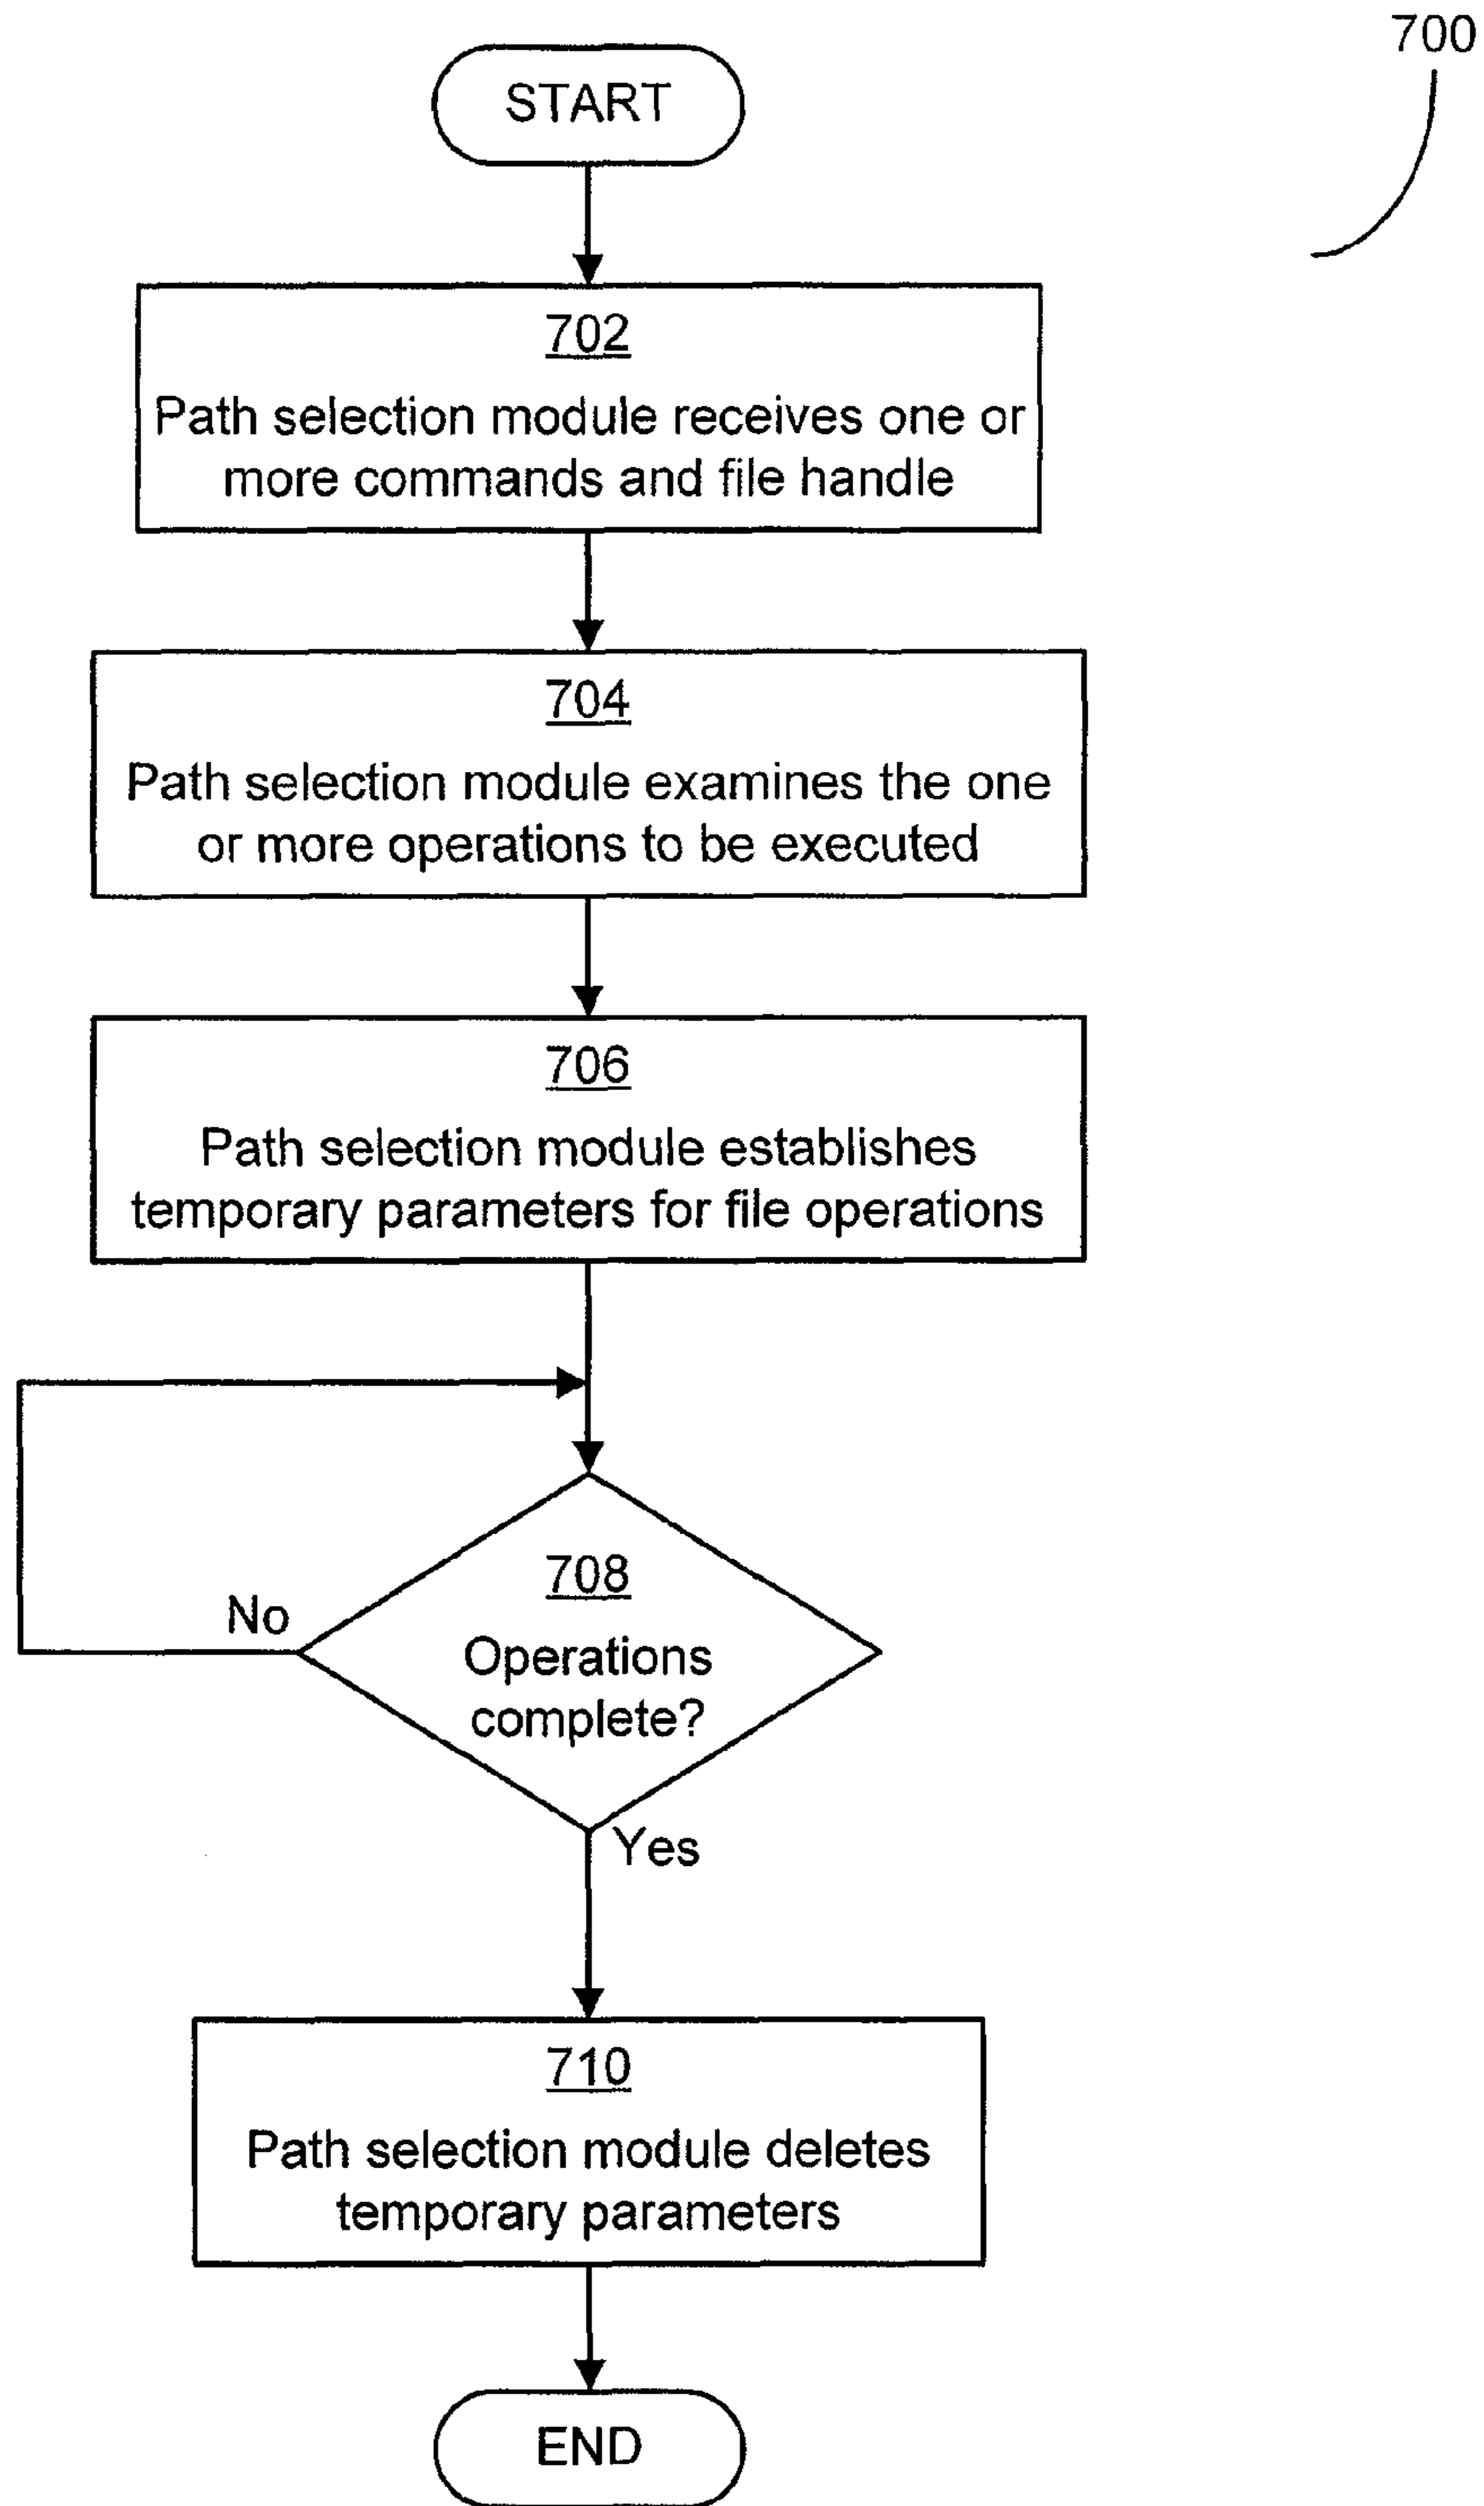 700
START
702
Path selection module receives one or
more commands and file handle
704
Path selection module examines the one
or more operations to be executed
706
Path selection module establishes
temporary parameters for file operations
708
Operations
complete?
No
Yes
710
Path selection module deletes
temporary parameters
END